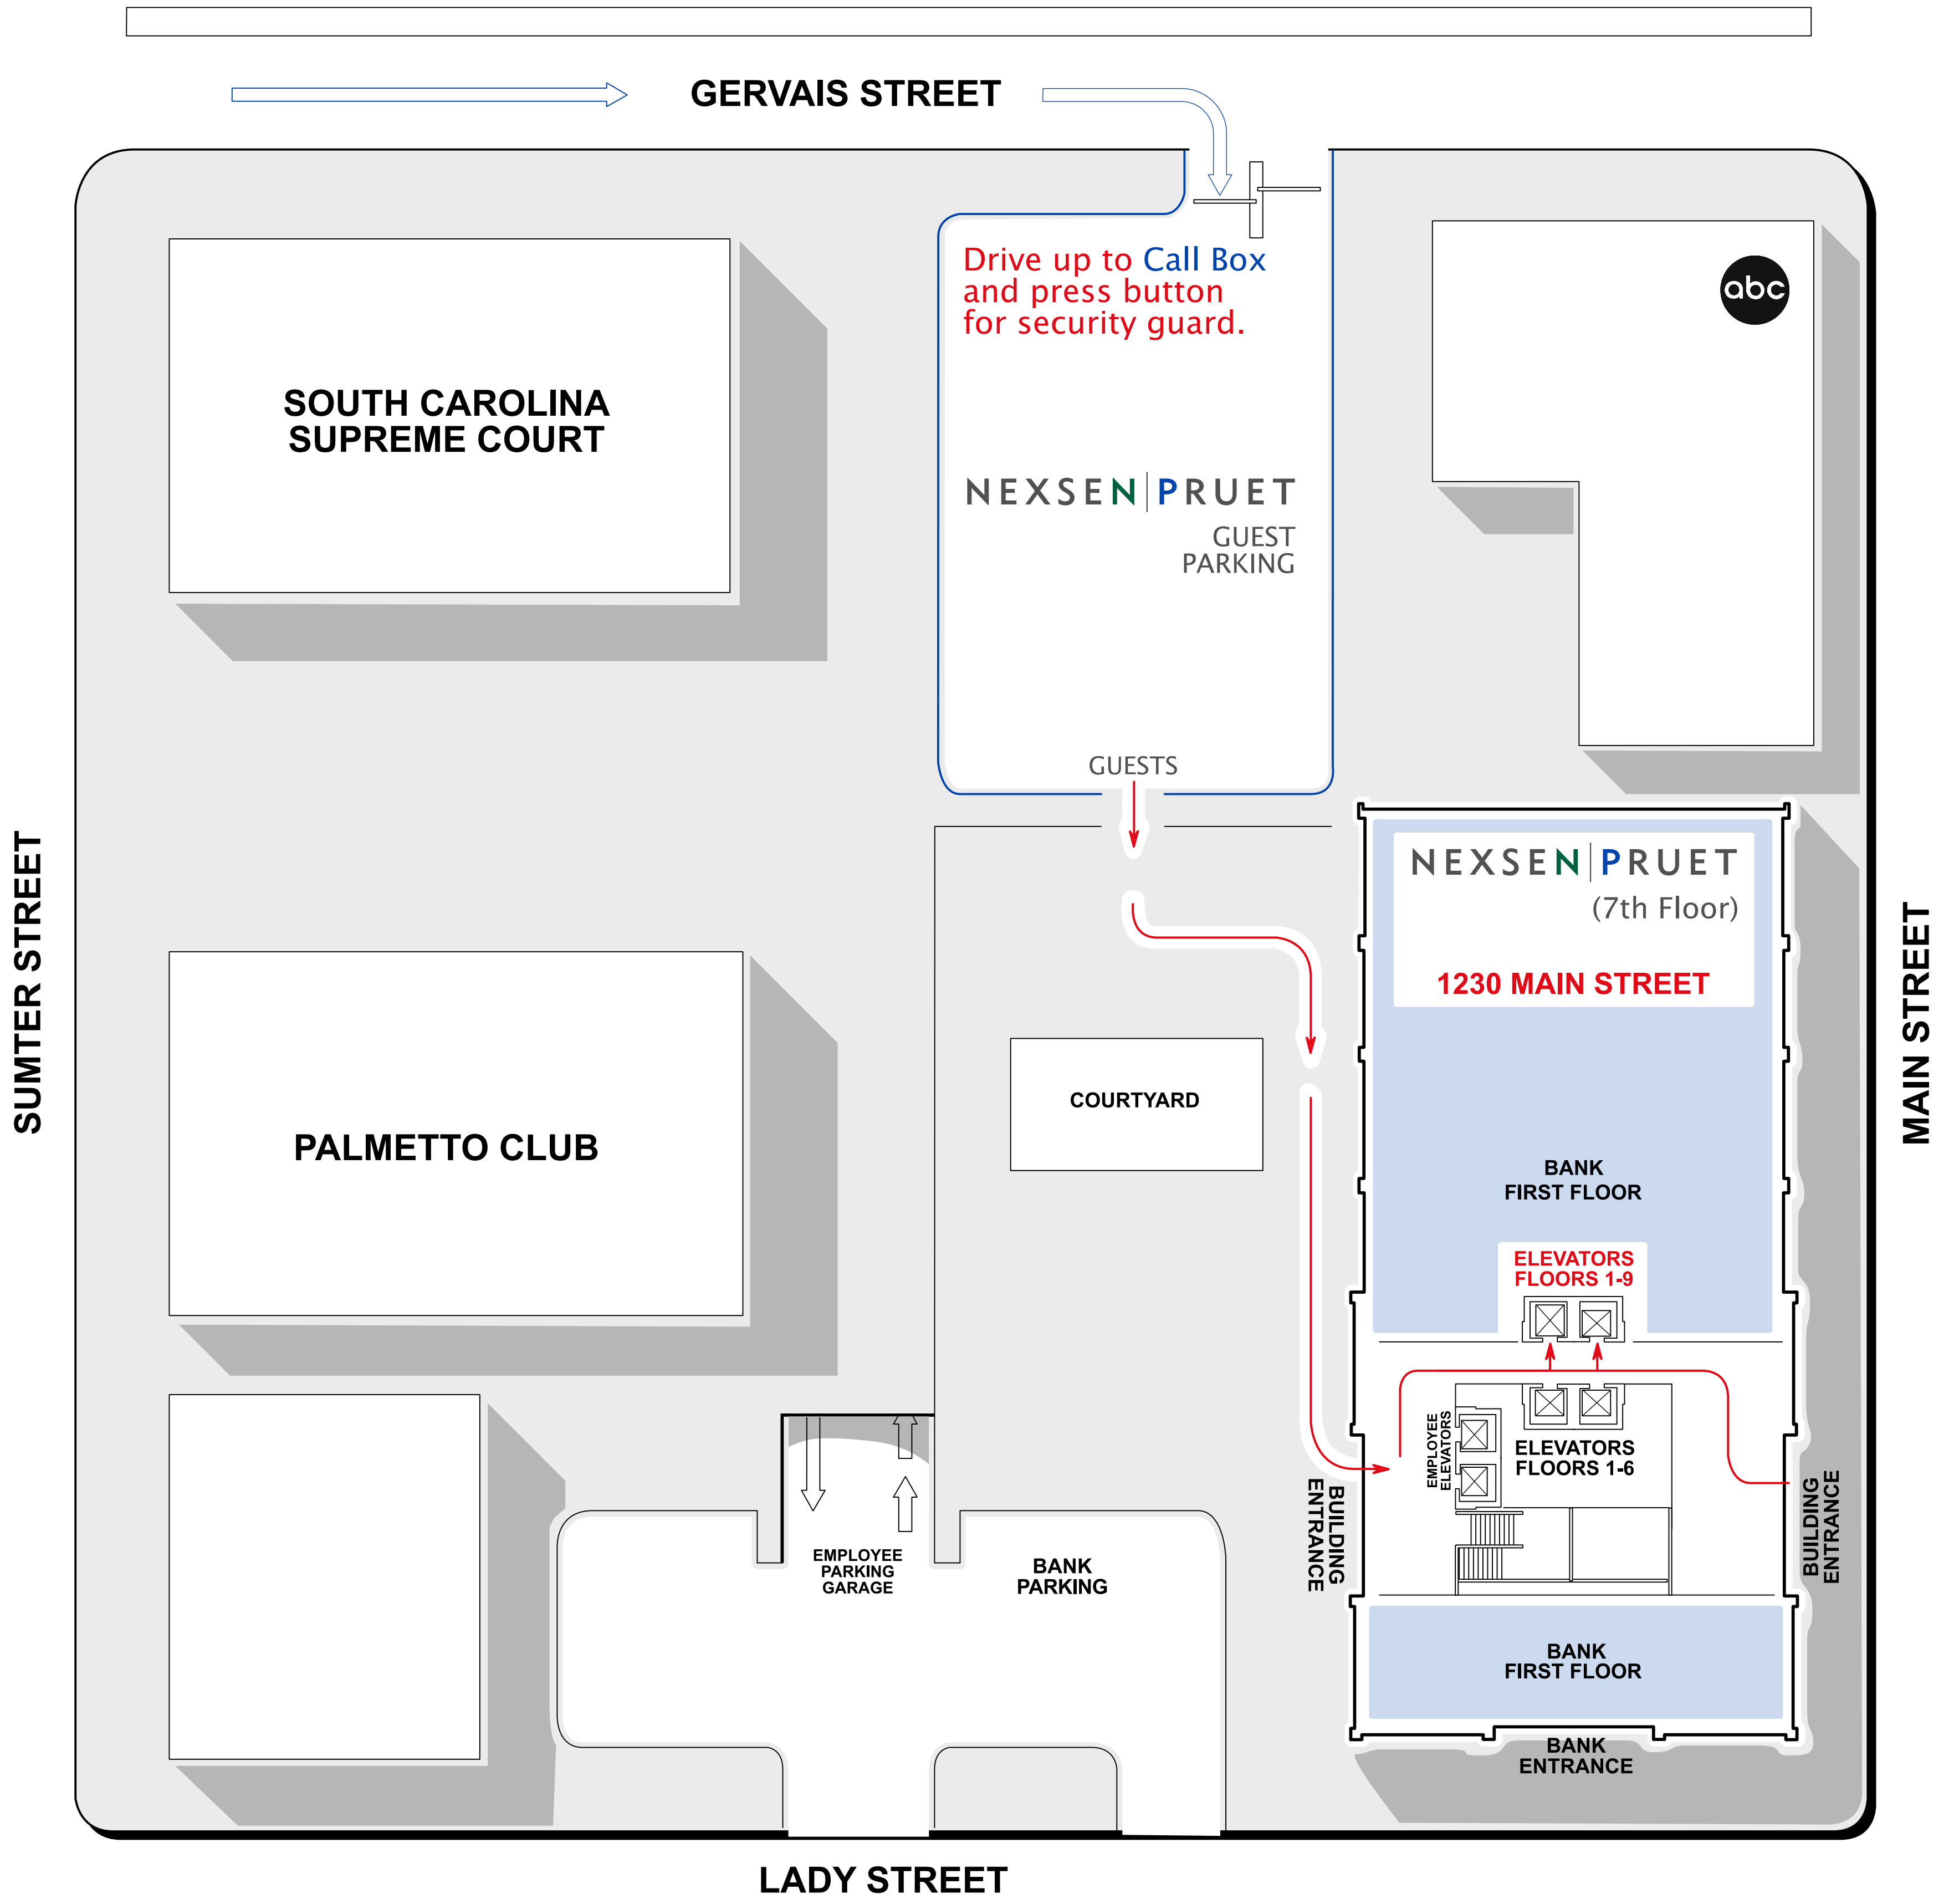 GERVAIS STREET
Drive up to Call Box
and press button
for security guard.
abc
SOUTH CAROLINA
SUPREME COURT
NEXSEN|PRUET
GUEST
PARKING
GUESTS
SUMTER STREET
MAIN STREET
NEXSEN|PRUET
(7th Floor)
1230 MAIN STREET
COURTYARD
PALMETTO CLUB
BANK
FIRST FLOOR
ELEVATORS
FLOORS 1-9
EMPLOYEE
ELEVATORS
ELEVATORS
FLOORS 1-6
BUILDING
ENTRANCE
BUILDING
ENTRANCE
EMPLOYEE
PARKING
GARAGE
BANK
PARKING
BANK
FIRST FLOOR
BANK
ENTRANCE
LADY STREET